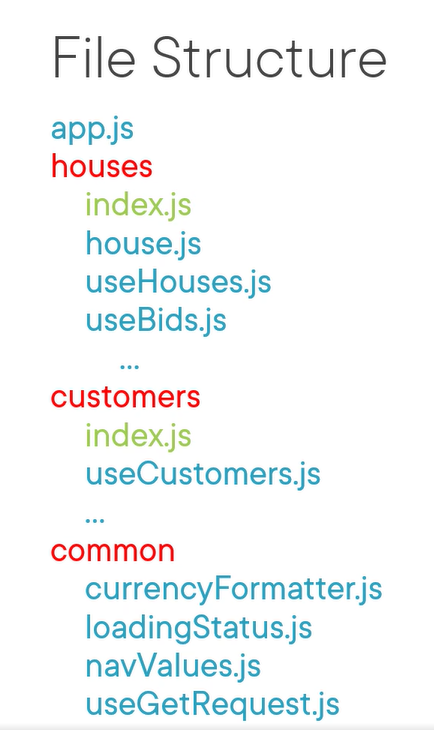 File Structure
app.js
houses
index.js
house.js
useHouses.js
useBids.js
...
customers
index.js
useCustomers.js
...
common
currencyFormatter.js
loadingStatus.js
navValues.js
useGetRequest.js